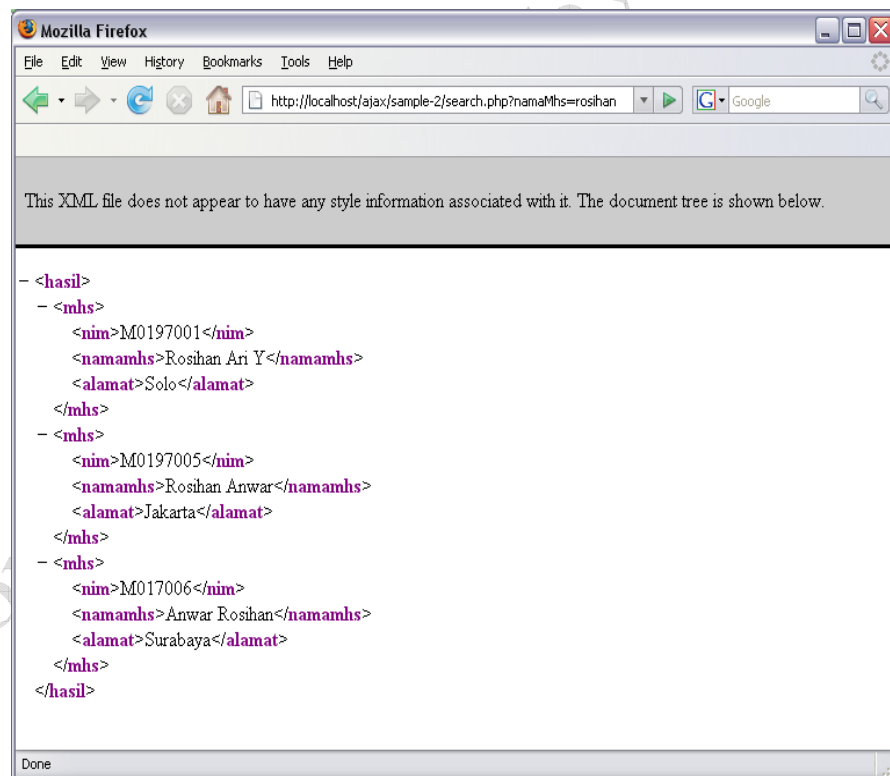 Mozilla Firefox
File Edit View History Bookmarks Tools Help
http://localhost/ajax/sample-2/search.php?namaMhs=rosihan G Google
This XML file does not appear to have any style information associated with it. The document tree is shown below.
− <hasil>
− <mhs>
<nim>M0197001</nim>
<namamhs>Rosihan Ari Y</namamhs>
<alamat>Solo</alamat>
</mhs>
− <mhs>
<nim>M0197005</nim>
<namamhs>Rosihan Anwar</namamhs>
<alamat>Jakarta</alamat>
</mhs>
− <mhs>
<nim>M017006</nim>
<namamhs>Anwar Rosihan</namamhs>
<alamat>Surabaya</alamat>
</mhs>
</hasil>
Done